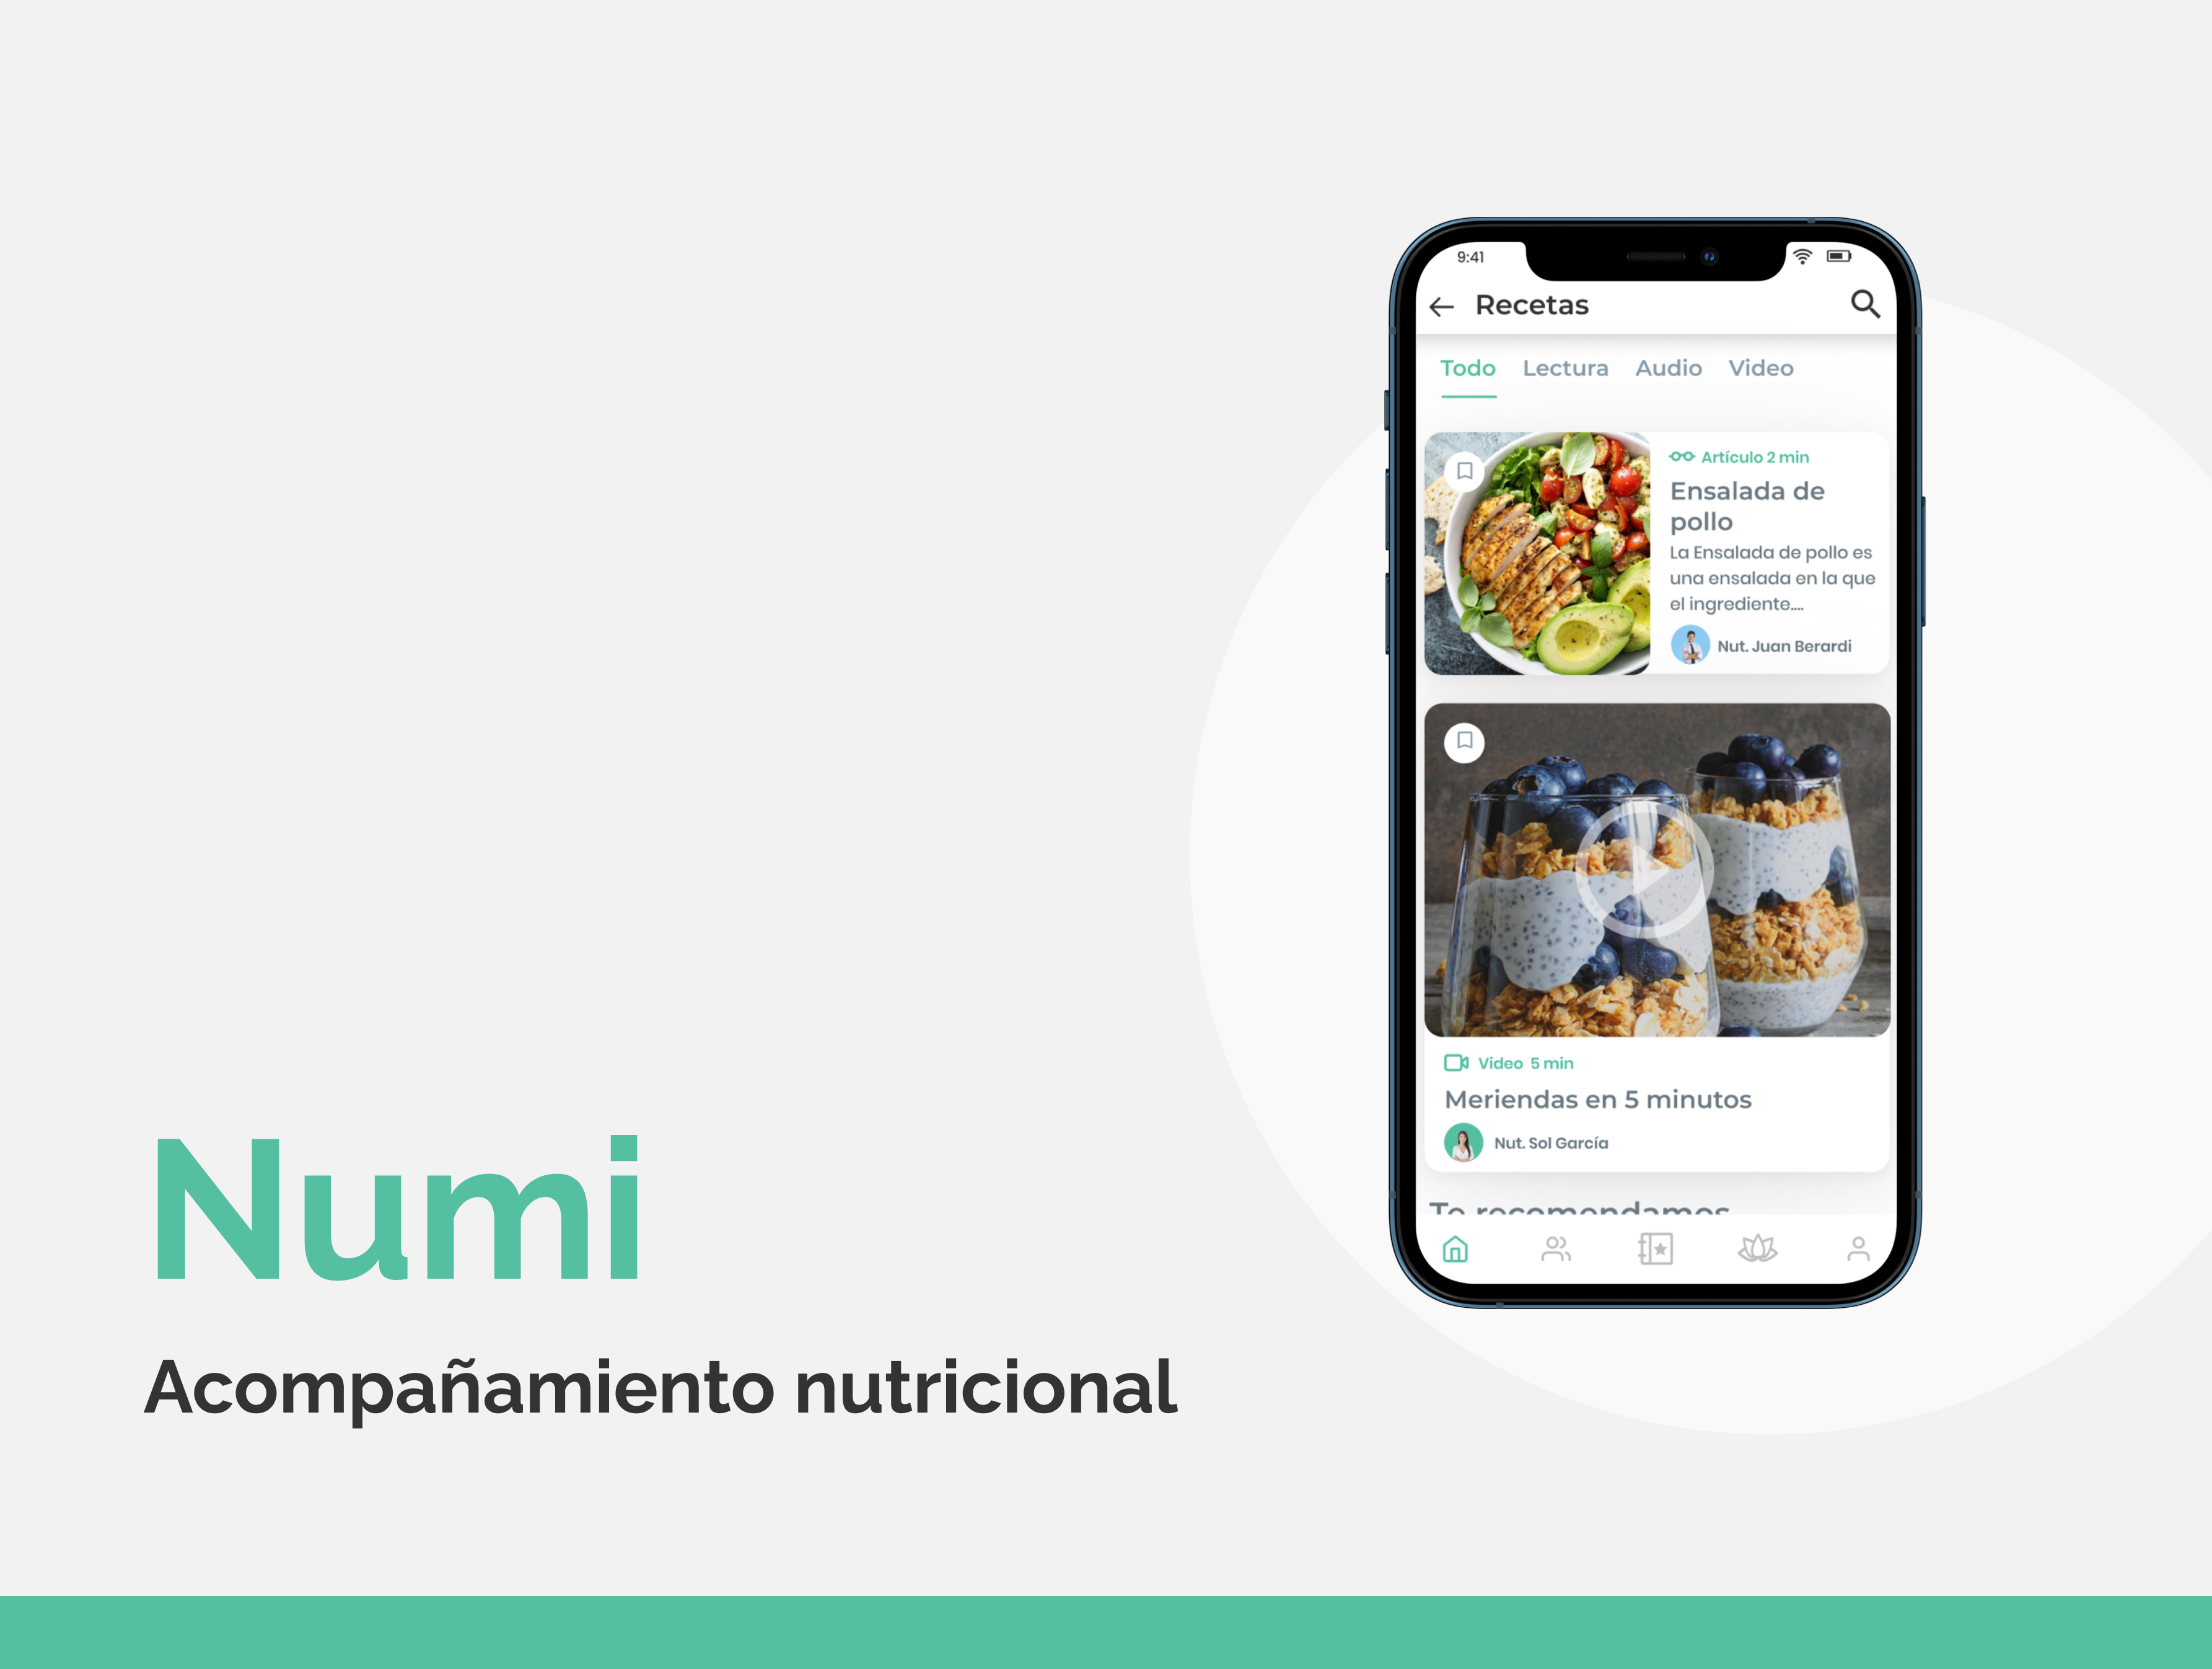 9:41
Recetas
Todo Lectura Audio Video
Artículo 2 min
Ensalada de
pollo
La Ensalada de pollo es
una ensalada en la que
el ingrediente....
Nut. Juan Berardi
Video 5 min
Meriendas en 5 minutos
Nut. Sol García
Te recomendamos
Numi
Acompañamiento nutricional